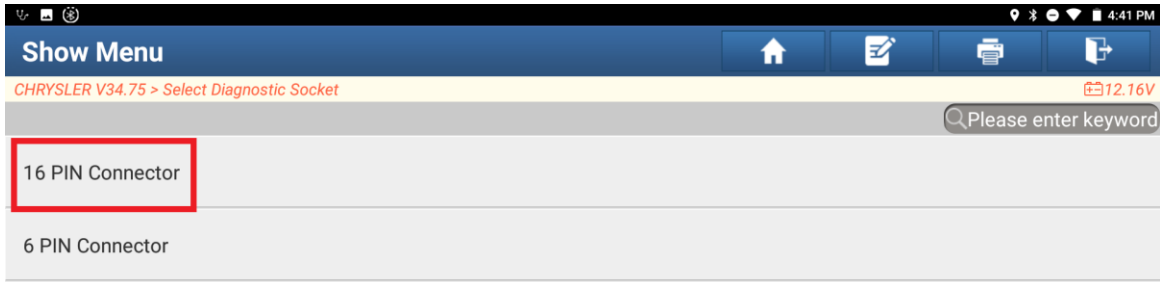 4:41 PM
Show Menu
CHRYSLER V34.75 > Select Diagnostic Socket
12.16V
Please enter keyword
16 PIN Connector
6 PIN Connector